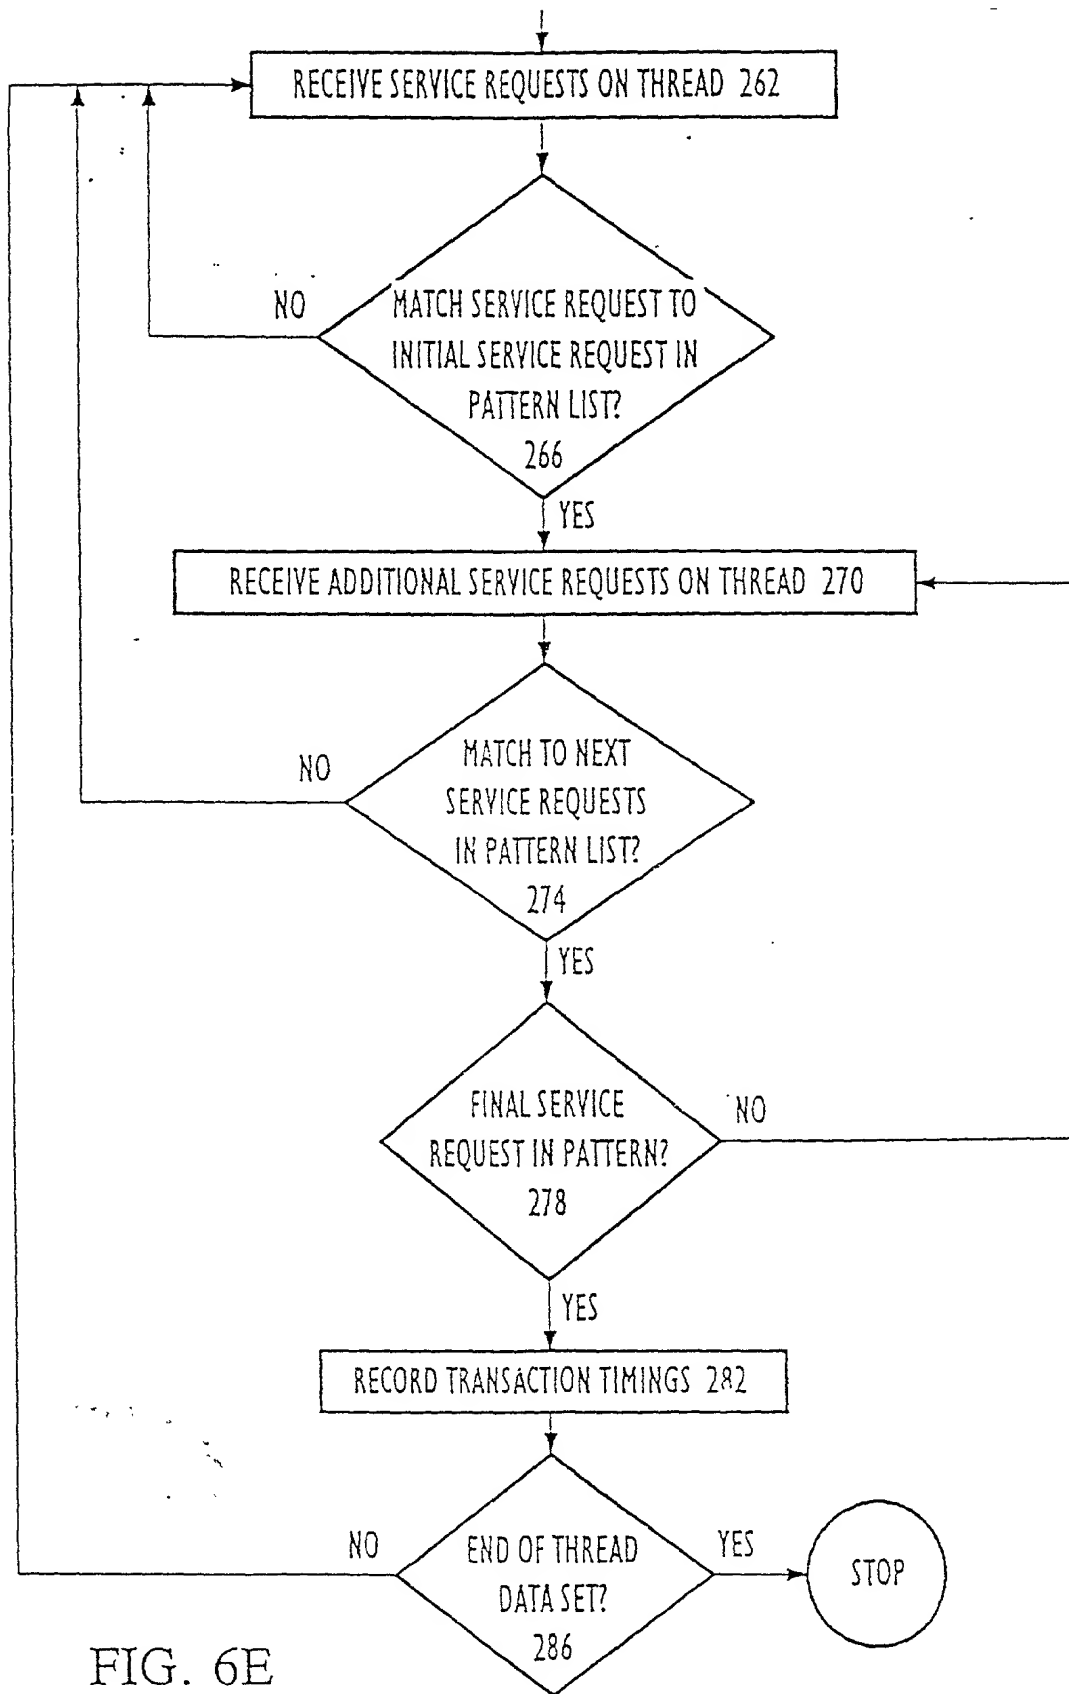 RECEIVE SERVICE REQUESTS ON THREAD 262
NO
MATCH SERVICE REQUEST TO
INITIAL SERVICE REQUEST IN
PATTERN LIST?
266
YES
RECEIVE ADDITIONAL SERVICE REQUESTS ON THREAD 270
NO
MATCH TO NEXT
SERVICE REQUESTS
IN PATTERN LIST?
274
YES
FINAL SERVICE
REQUEST IN PATTERN?
278
NO
YES
RECORD TRANSACTION TIMINGS 282
NO
END OF THREAD
DATA SET?
286
YES
STOP
FIG. 6E